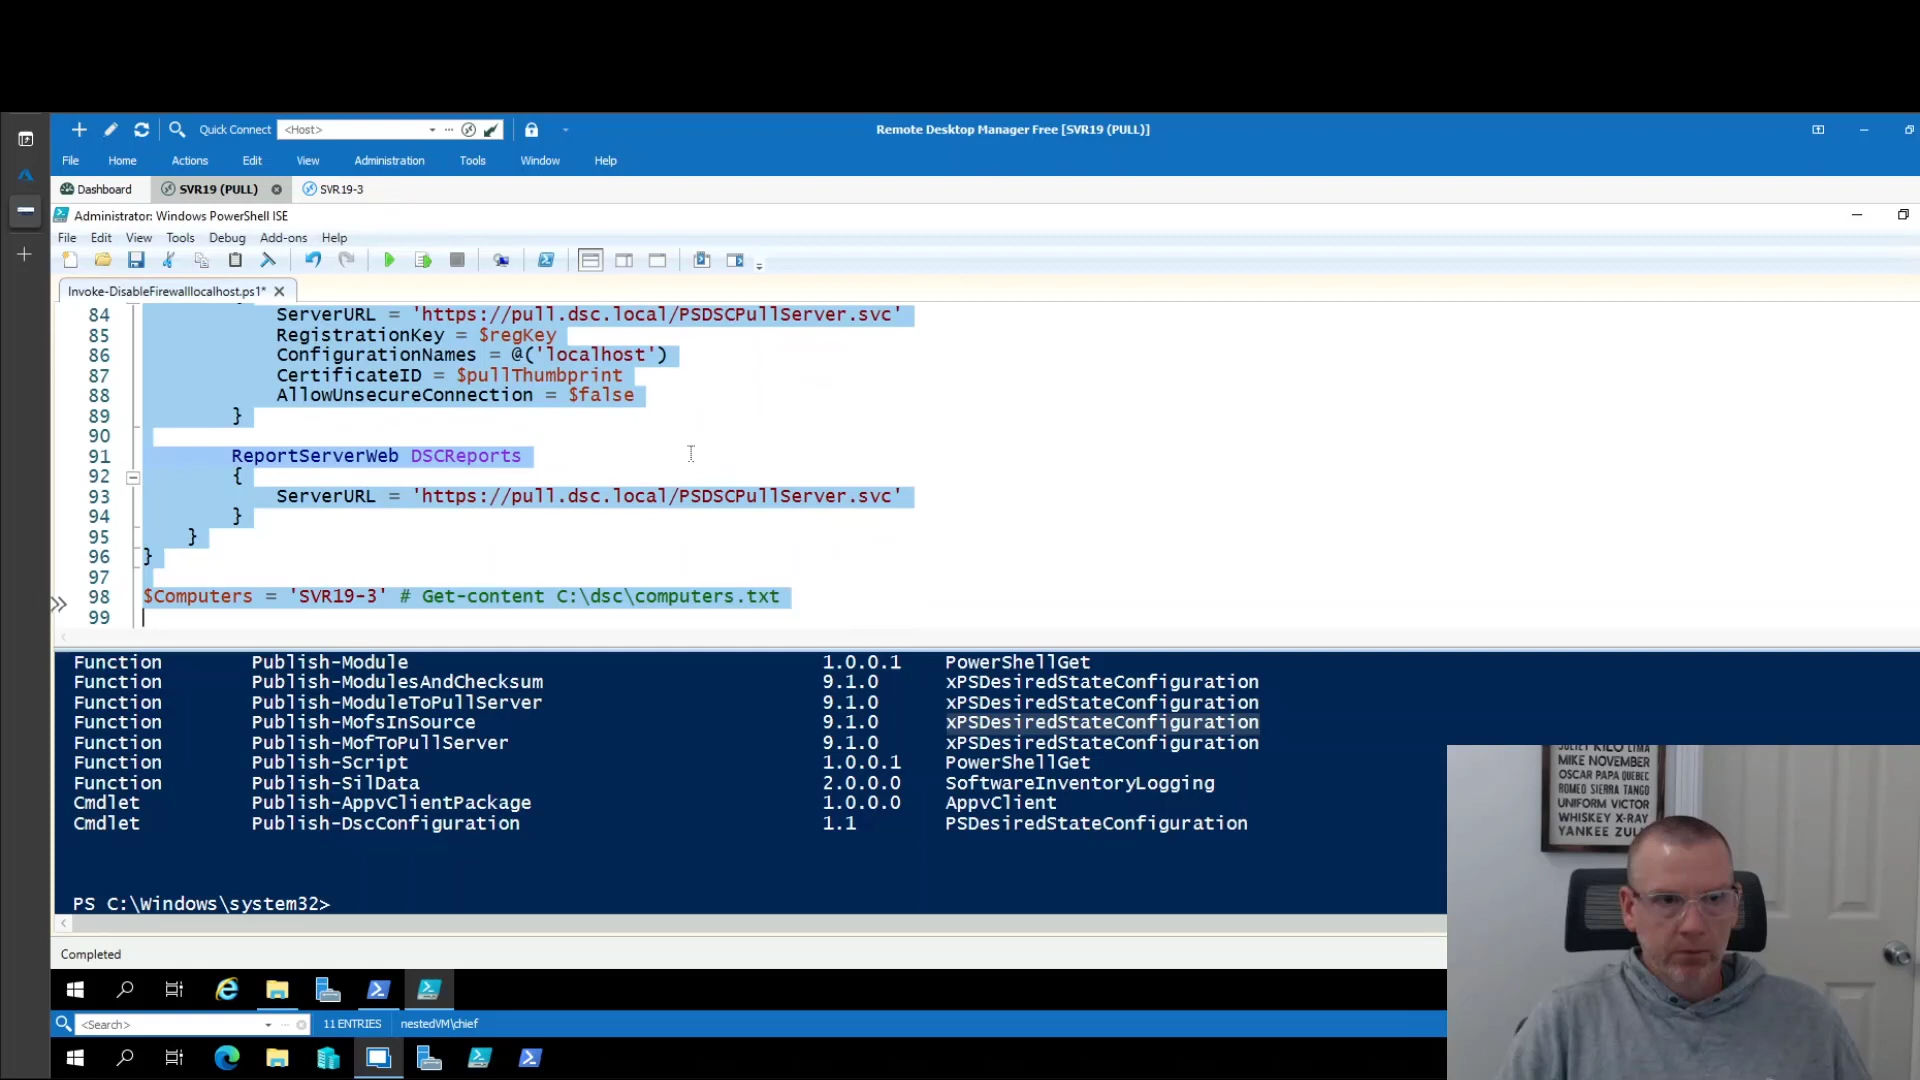 Quick Connect <Host>
Remote Desktop Manager Free [SVR19 (PULL)]
File Home Actions Edit View Administration Tools Window Help
Dashboard SVR19 (PULL) SVR19-3
Administrator: Windows PowerShell ISE
File Edit View Tools Debug Add-ons Help
Invoke-DisableFirewalllocalhost.ps1*
84 ServerURL = 'https://pull.dsc.local/PSDSCPullServer.svc'
85 RegistrationKey = $regKey
86 ConfigurationNames = @('localhost')
87 CertificateID = $pullThumbprint
88 AllowUnsecureConnection = $false
89 }
90
91 ReportServerWeb DSCReports
92 {
93 ServerURL = 'https://pull.dsc.local/PSDSCPullServer.svc'
94 }
95 }
96 }
97
98 $Computers = 'SVR19-3' # Get-content C:\dsc\computers.txt
99
Function Publish-Module 1.0.0.1 PowerShellGet
Function Publish-ModulesAndChecksum 9.1.0 xPSDesiredStateConfiguration
Function Publish-ModuleToPullServer 9.1.0 xPSDesiredStateConfiguration
Function Publish-MofsInSource 9.1.0 xPSDesiredStateConfiguration
Function Publish-MofToPullServer 9.1.0 xPSDesiredStateConfiguration
Function Publish-Script 1.0.0.1 PowerShellGet
Function Publish-SilData 2.0.0.0 SoftwareInventoryLogging
Cmdlet Publish-AppvClientPackage 1.0.0.0 AppvClient
Cmdlet Publish-DscConfiguration 1.1 PSDesiredStateConfiguration
PS C:\Windows\system32>
Completed
<Search> 11 ENTRIES nestedVM\chief
JULIET KILO LIMA
MIKE NOVEMBER
OSCAR PAPA QUEBEC
ROMEO SIERRA TANGO
UNIFORM VICTOR
WHISKEY X-RAY
YANKEE ZULU